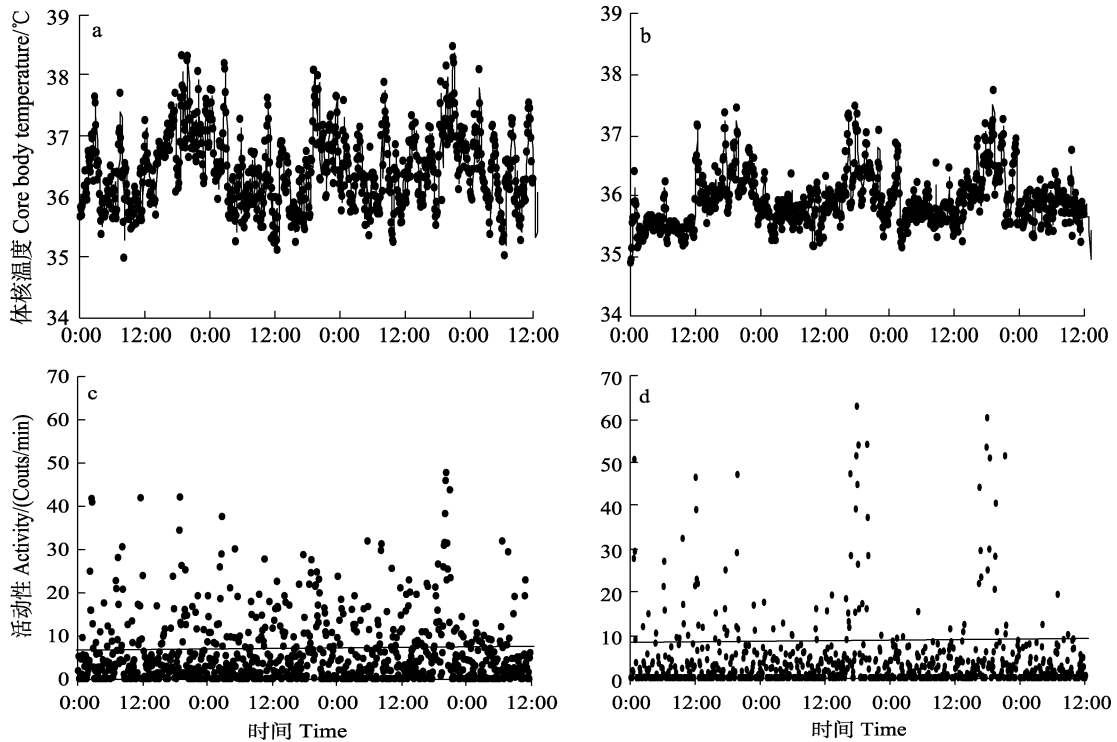 体核温度 Core body temperature/℃
39
38
37
36
35
34
a
0:00 12:00 0:00 12:00 0:00 12:00 0:00 12:00
39
38
37
36
35
34
b
0:00 12:00 0:00 12:00 0:00 12:00 0:00 12:00
活动性 Activity/(Couts/min)
70
60
50
40
30
20
10
0
c
0:00 12:00 0:00 12:00 0:00 12:00 0:00 12:00
时间 Time
70
60
50
40
30
20
10
0
d
0:00 12:00 0:00 12:00 0:00 12:00 0:00 12:00
时间 Time